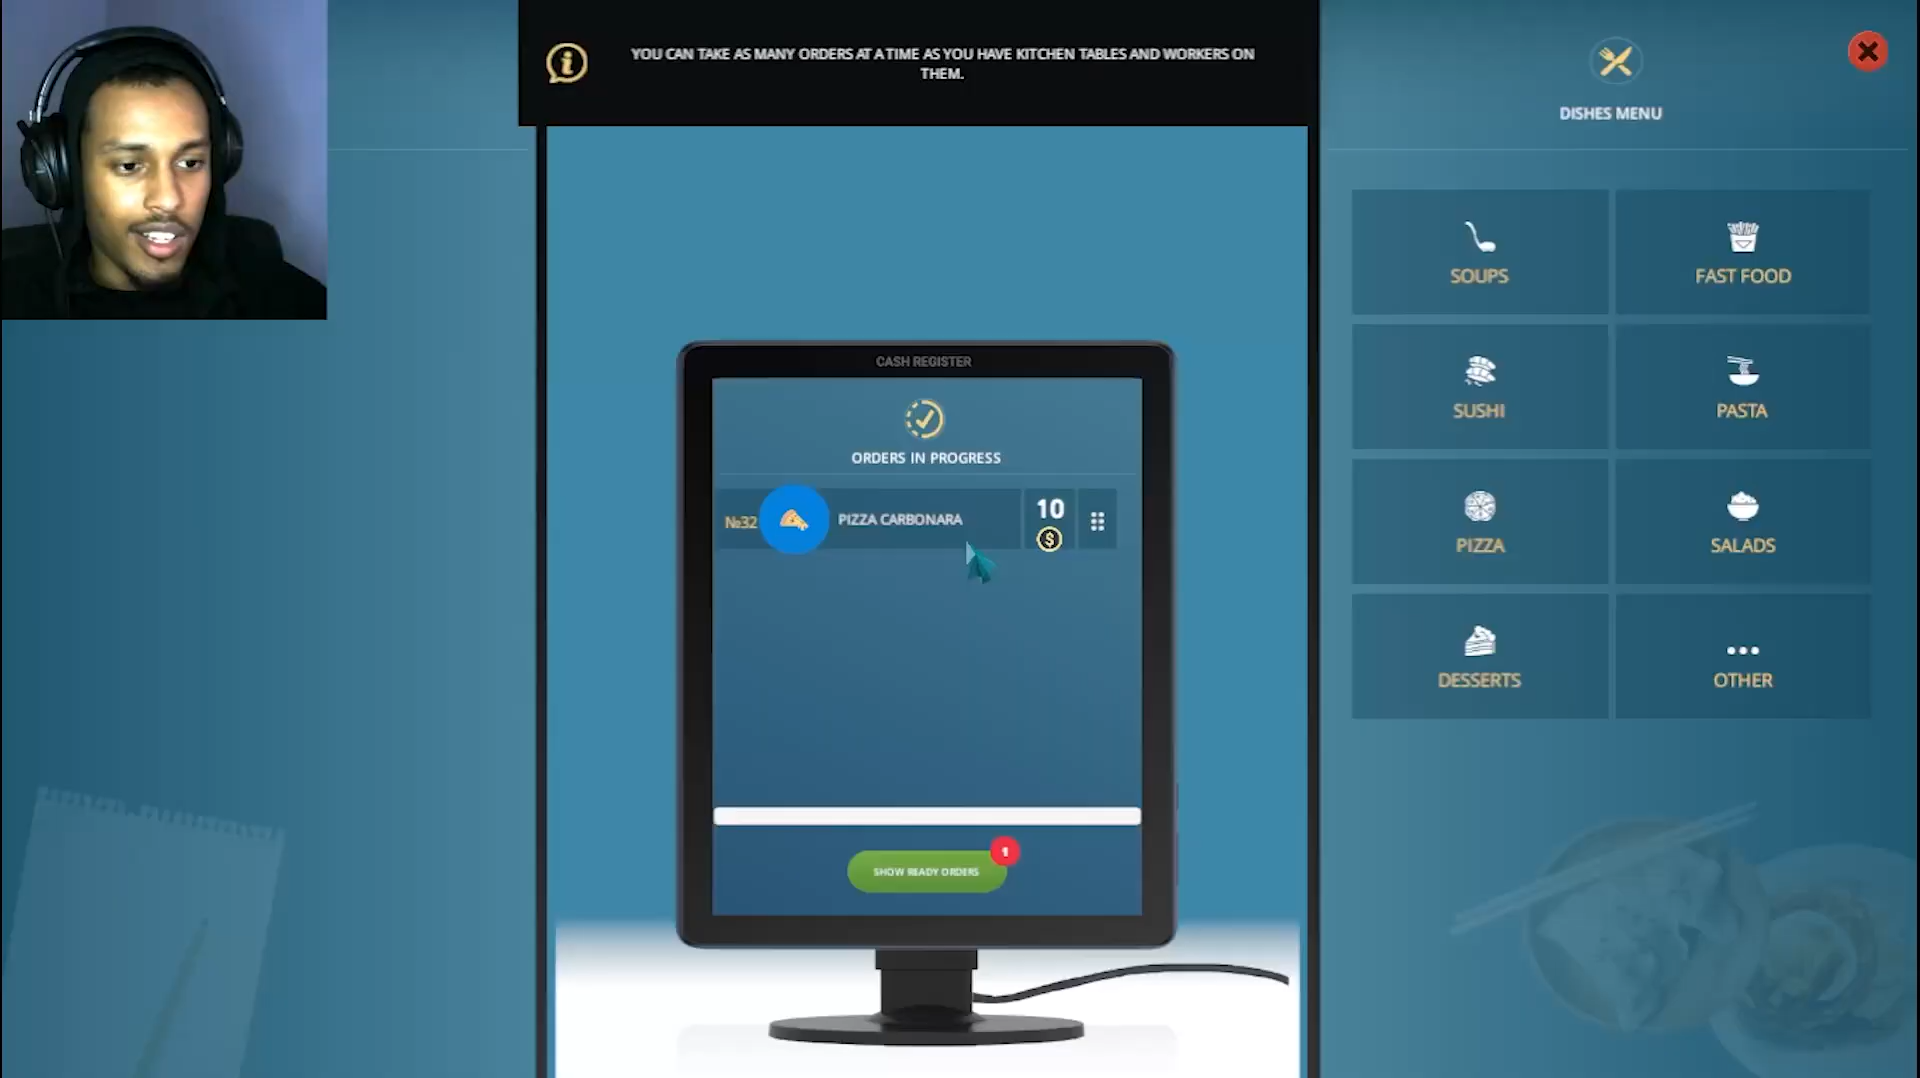 YOU CAN TAKE AS MANY ORDERS AT A TIME AS YOU HAVE KITCHEN TABLES AND WORKERS ON
THEM.
DISHES MENU
SOUPS
FAST FOOD
SUSHI
PASTA
PIZZA
SALADS
DESSERTS
OTHER
CASH REGISTER
ORDERS IN PROGRESS
№32
PIZZA CARBONARA
10
$
1
SHOW READY ORDERS